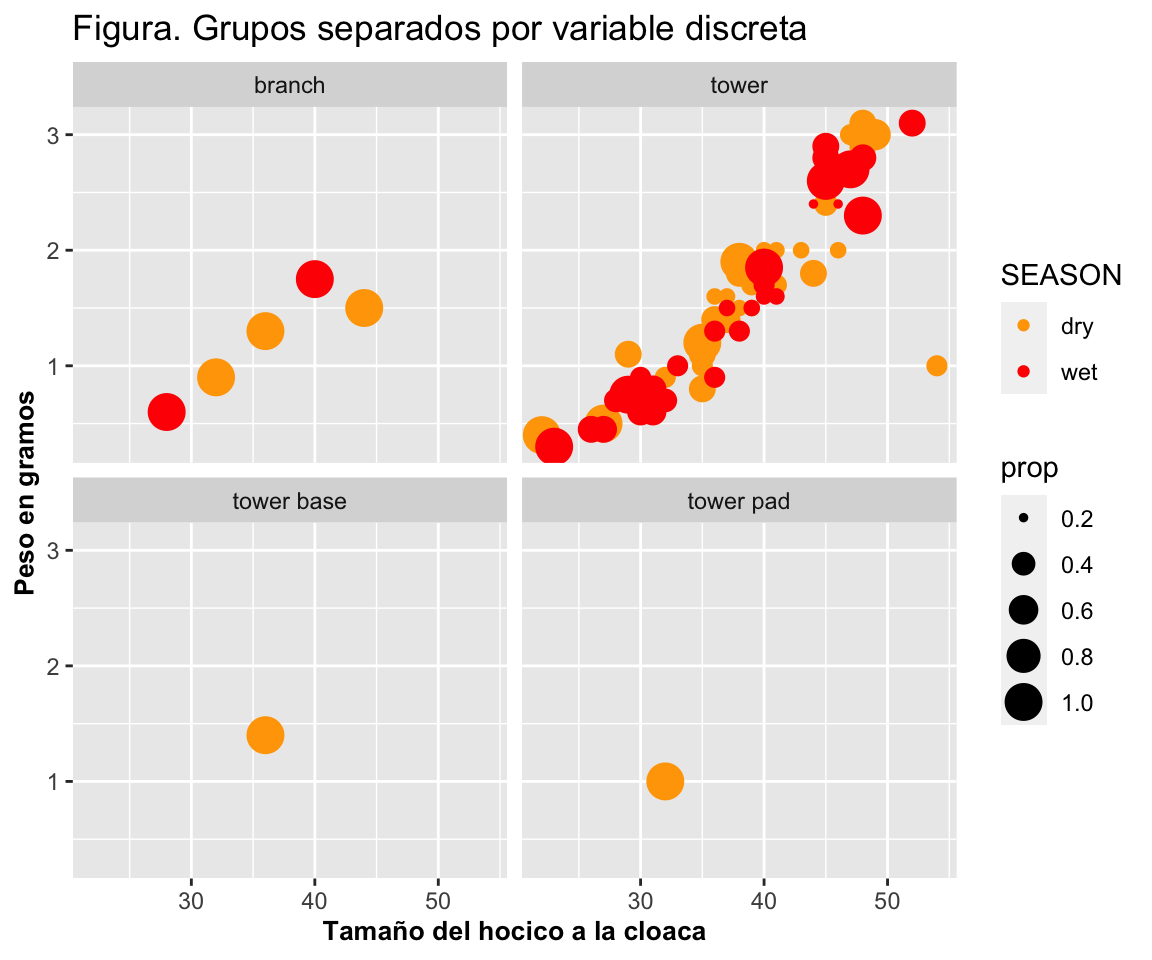 Figura. Grupos separados por variable discreta
branch
tower
3
2
1
tower base
tower pad
3
2
1
30
40
50
30
40
50
Tamaño del hocico a la cloaca
Peso en gramos
SEASON
dry
wet
prop
0.2
0.4
0.6
0.8
1.0